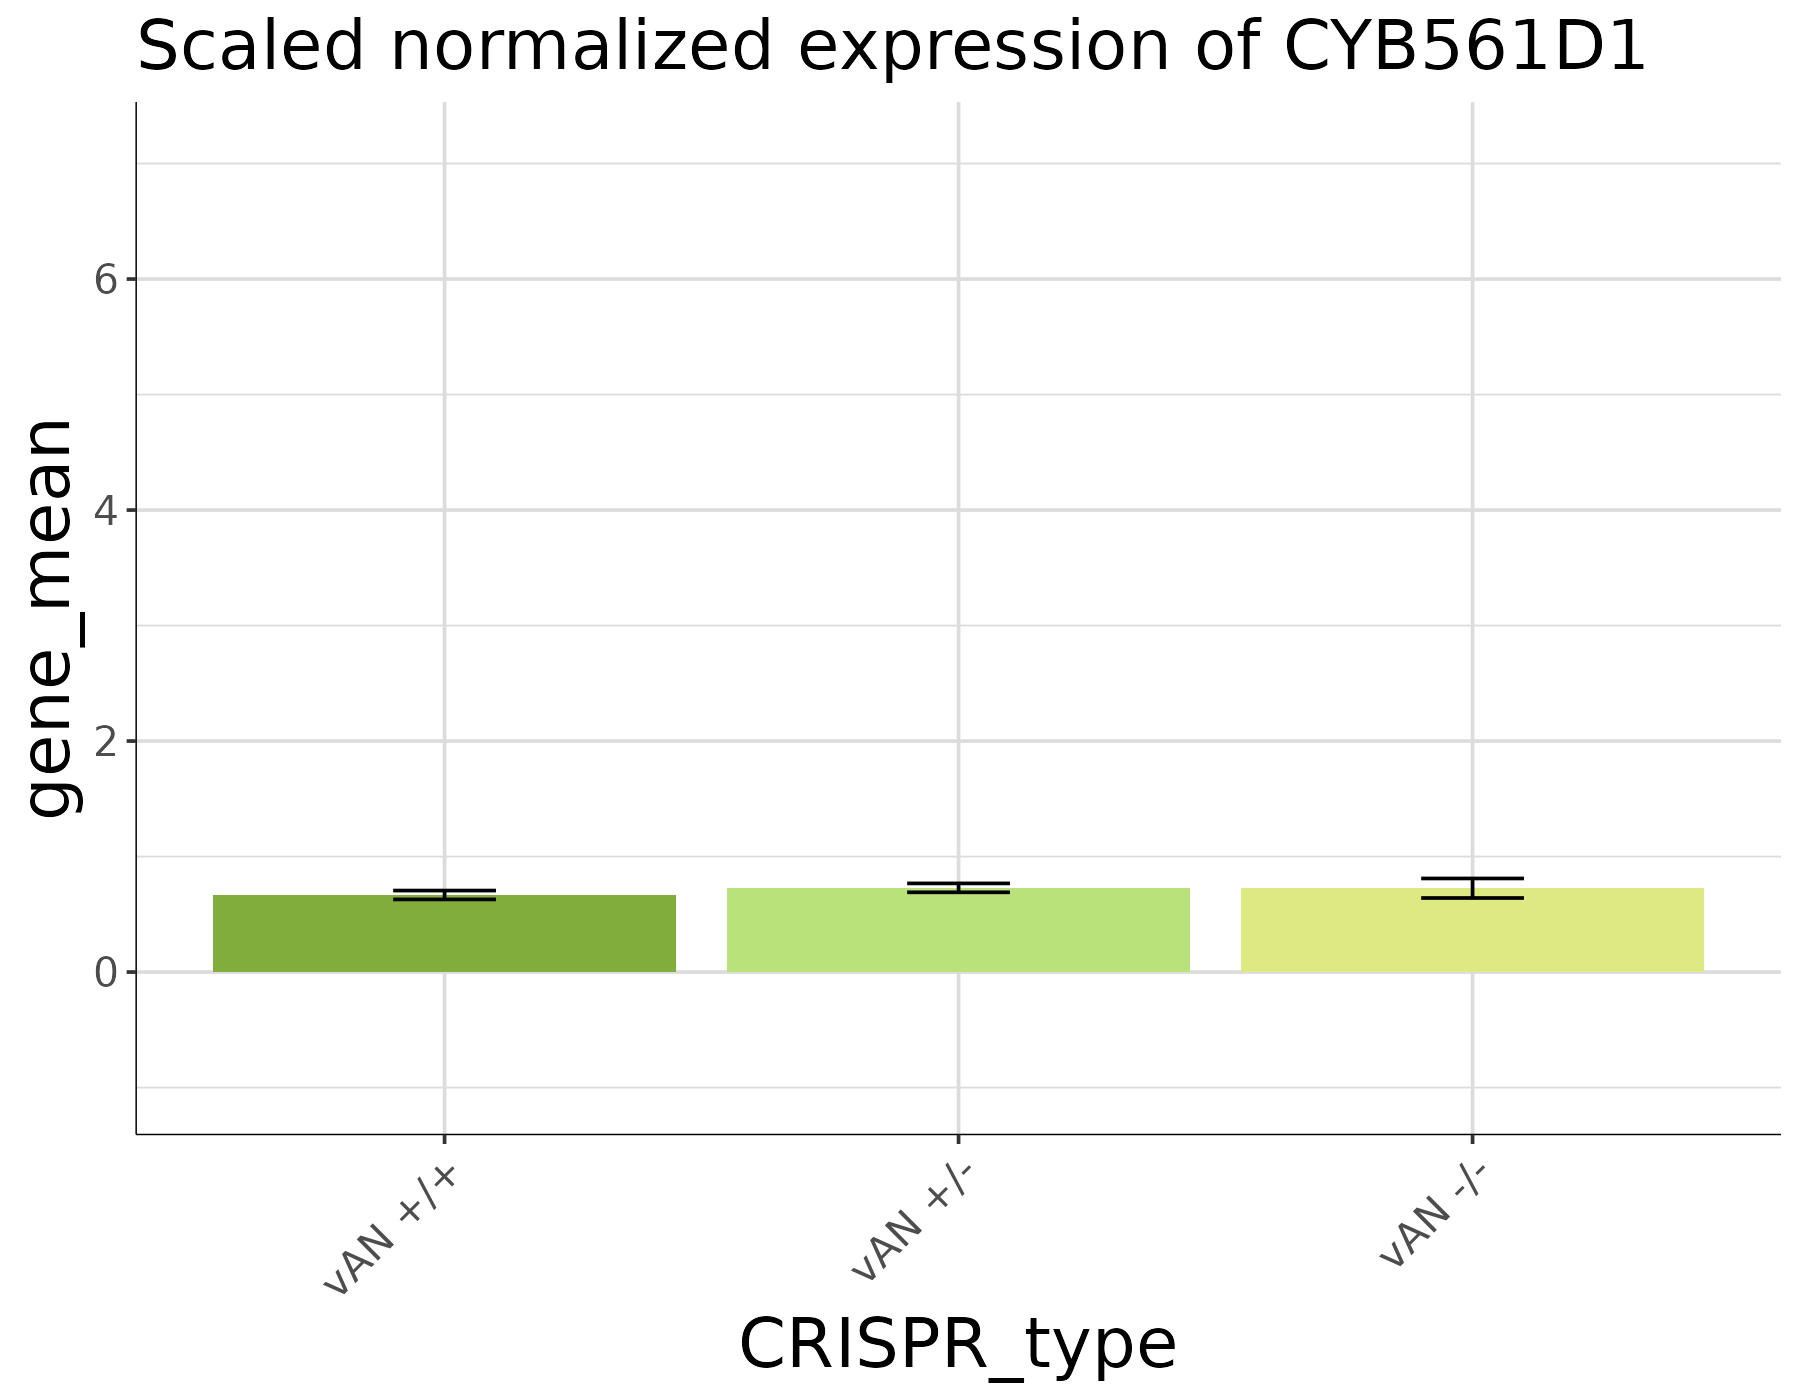 Scaled normalized expression of CYB561D1
gene_mean
6
4
2
0
vAN +/+
vAN +/-
vAN -/-
CRISPR_type